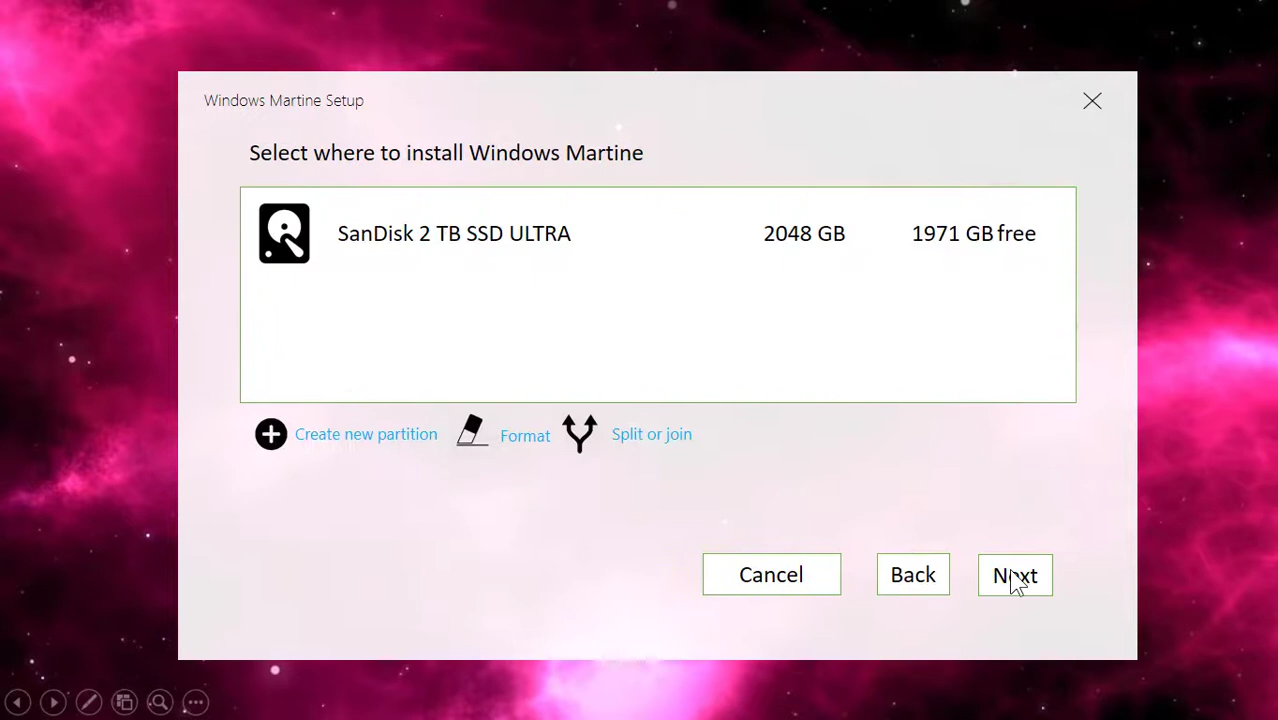 Windows Martine Setup
Select where to install Windows Martine
SanDisk 2 TB SSD ULTRA 2048 GB 1971 GB free
Create new partition Format Split or join
Cancel Back Next